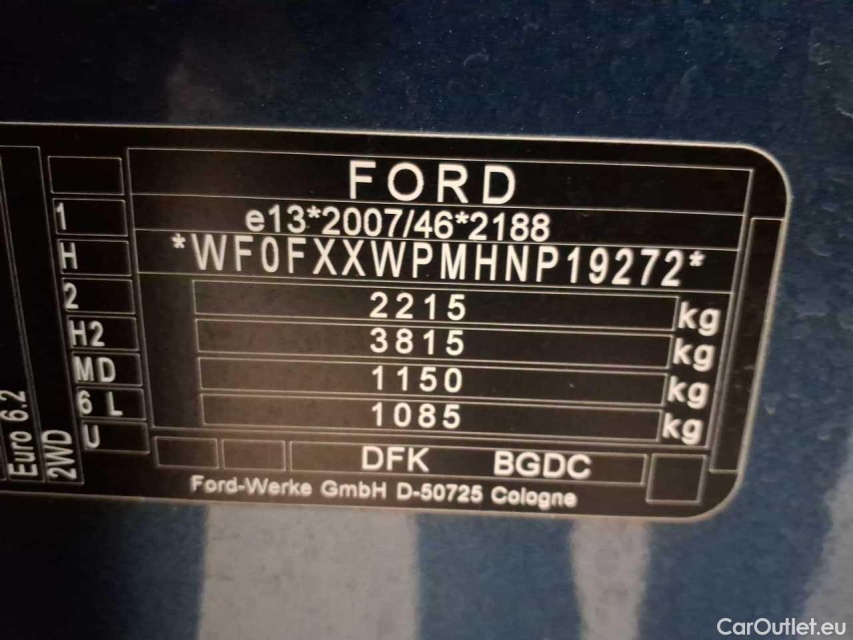 FORD
1
e13*2007/46*2188
H
*WF0FXXWPMHNP19272*
2
2215 kg
H2
3815 kg
MD
1150 kg
6 L
1085 kg
U
DFK BGDC
Ford-Werke GmbH D-50725 Cologne
Euro 6.2
2WD
CarOutlet.eu